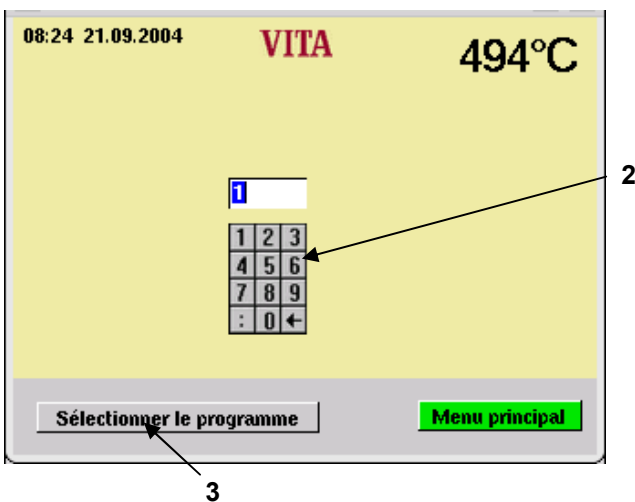 08:24 21.09.2004 VITA 494°C
2
1
1 2 3
4 5 6
7 8 9
: 0 ←
Sélectionner le programme Menu principal
3